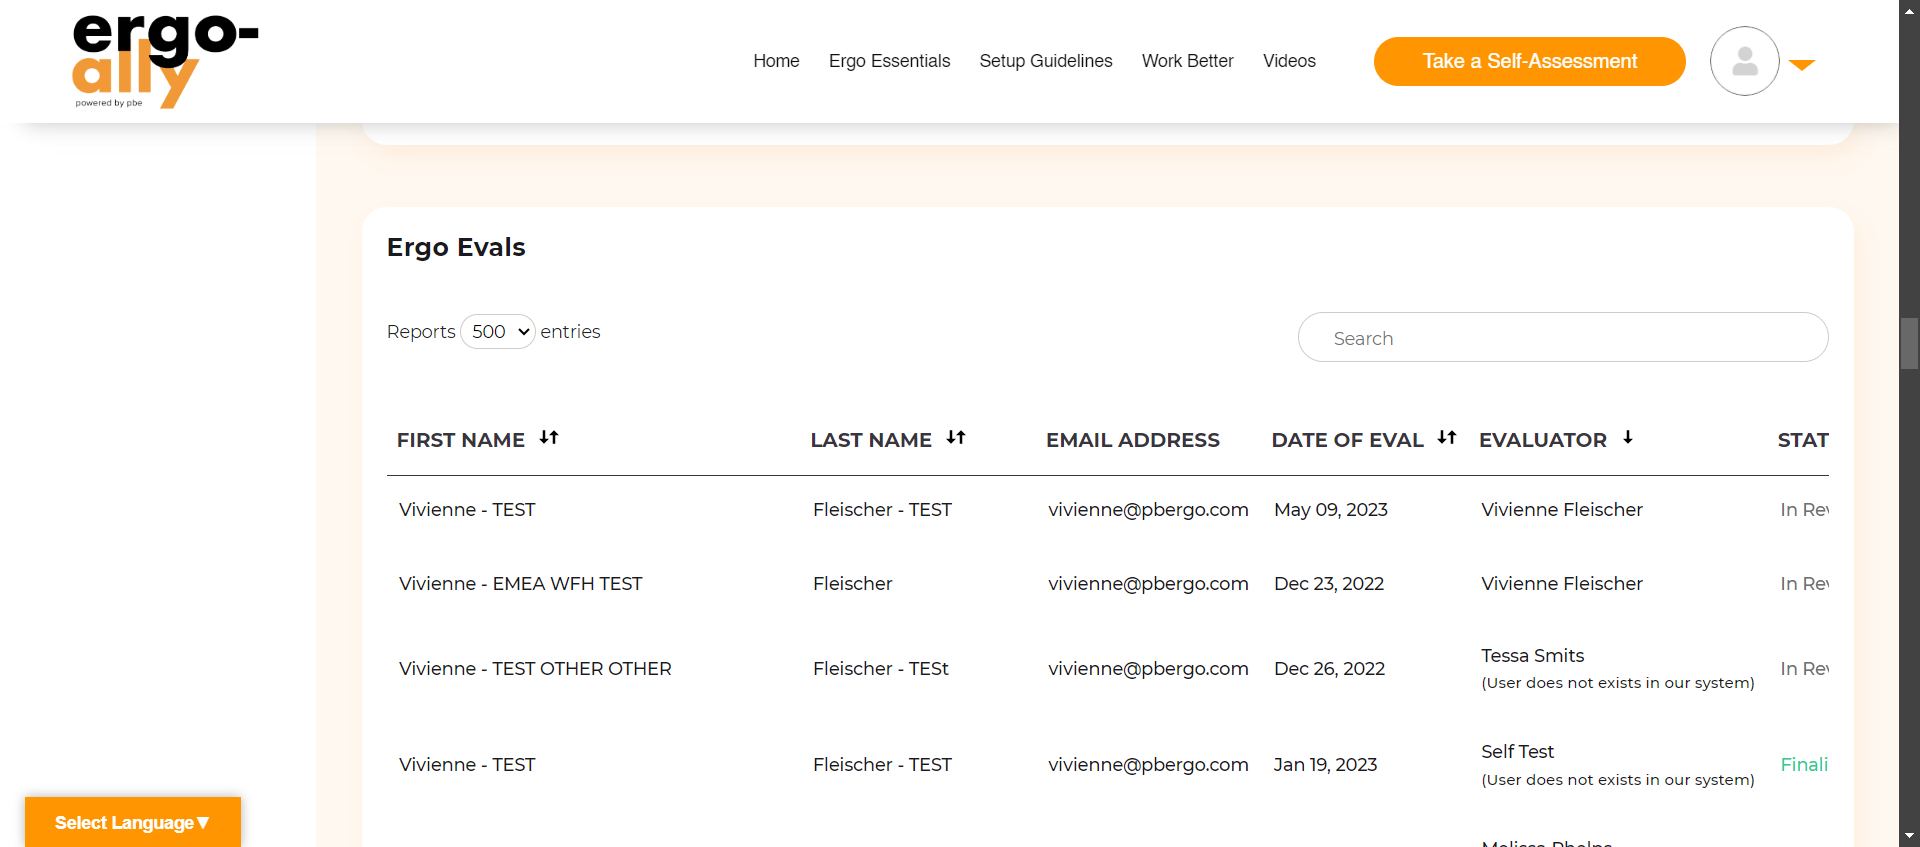 ergo-
ally
powered by pbe
Home Ergo Essentials Setup Guidelines Work Better Videos Take a Self-Assessment
Ergo Evals
Reports 500 entries
Search
FIRST NAME LAST NAME EMAIL ADDRESS DATE OF EVAL EVALUATOR STAT
Vivienne - TEST Fleischer - TEST vivienne@pbergo.com May 09, 2023 Vivienne Fleischer In Rev
Vivienne - EMEA WFH TEST Fleischer vivienne@pbergo.com Dec 23, 2022 Vivienne Fleischer In Rev
Vivienne - TEST OTHER OTHER Fleischer - TESt vivienne@pbergo.com Dec 26, 2022 Tessa Smits In Rev
(User does not exists in our system)
Vivienne - TEST Fleischer - TEST vivienne@pbergo.com Jan 19, 2023 Self Test Finali
(User does not exists in our system)
Select Language▼